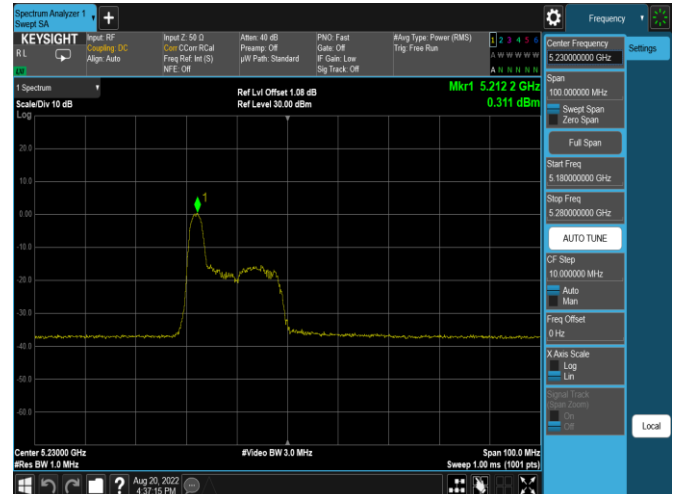 Spectrum Analyzer 1
Swept SA
Frequency
KEYSIGHT
RL
LW
Input: RF
Coupling: DC
Align: Auto
Input Z: 50 Ω
Corr CCorr RCal
Freq Ref: Int (S)
NFE: Off
Atten: 40 dB
Preamp: Off
µW Path: Standard
PNO: Fast
Gate: Off
IF Gain: Low
Sig Track: Off
#Avg Type: Power (RMS)
Trig: Free Run
1 2 3 4 5 6
A W W W W W
A N N N N N
1 Spectrum
Scale/Div 10 dB
Log
Ref Lvl Offset 1.08 dB
Ref Level 30.00 dBm
Mkr1 5.212 2 GHz
0.311 dBm
1
20.0
10.0
0.00
-10.0
-20.0
-30.0
-40.0
-50.0
-60.0
Center 5.23000 GHz
#Res BW 1.0 MHz
#Video BW 3.0 MHz
Span 100.0 MHz
Sweep 1.00 ms (1001 pts)
Aug 20, 2022
4:37:15 PM
Center Frequency
5.230000000 GHz
Span
100.000000 MHz
Swept Span
Zero Span
Full Span
Start Freq
5.180000000 GHz
Stop Freq
5.280000000 GHz
AUTO TUNE
CF Step
10.000000 MHz
Auto
Man
Freq Offset
0 Hz
X Axis Scale
Log
Lin
Signal Track
(Span Zoom)
On
Off
Settings
Local